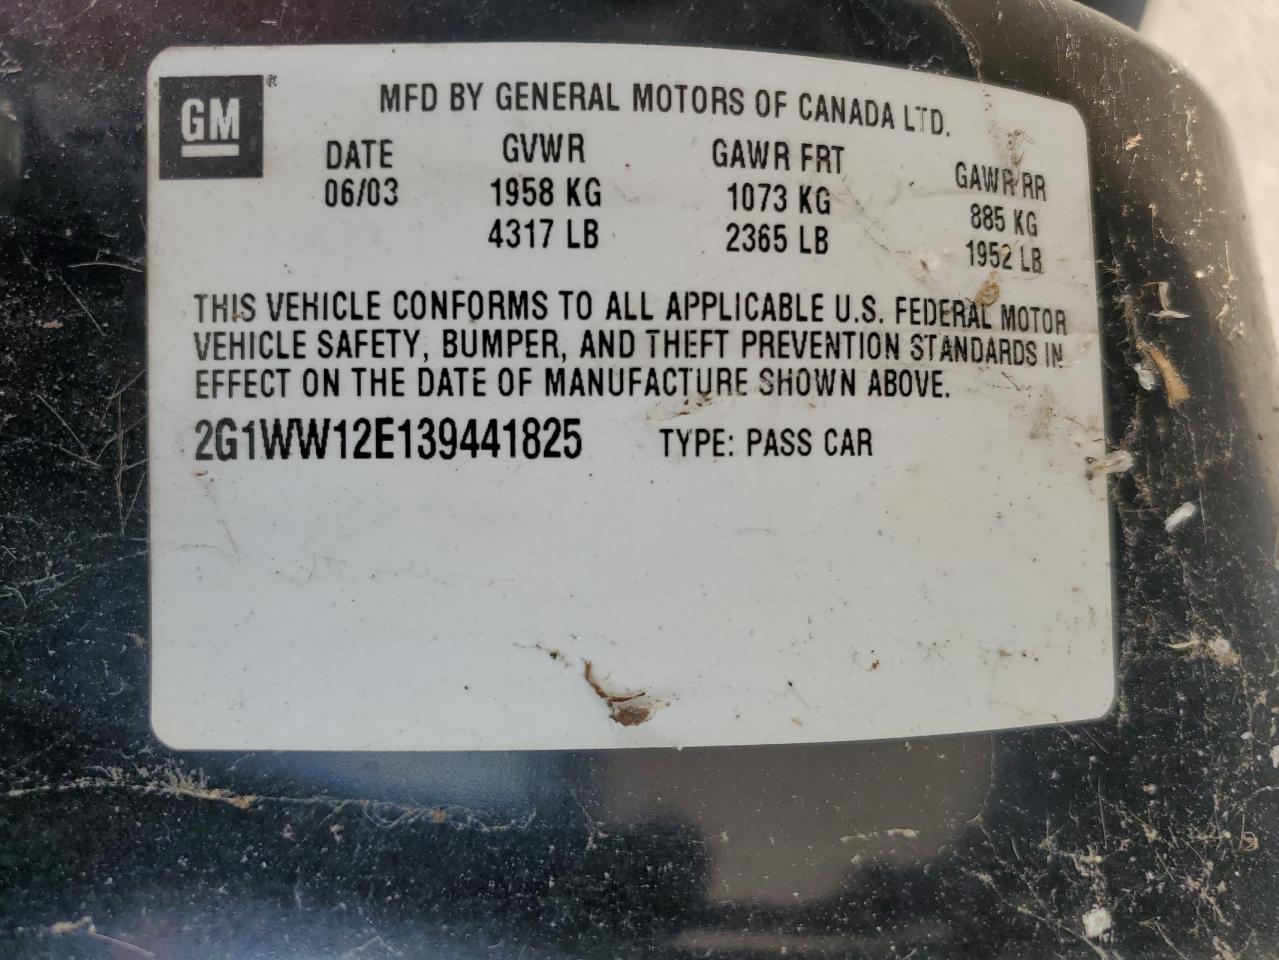 GM ®
MFD BY GENERAL MOTORS OF CANADA LTD.
DATE GVWR GAWR FRT GAWR RR
06/03 1958 KG 1073 KG 885 KG
4317 LB 2365 LB 1952 LB
THIS VEHICLE CONFORMS TO ALL APPLICABLE U.S. FEDERAL MOTOR
VEHICLE SAFETY, BUMPER, AND THEFT PREVENTION STANDARDS IN
EFFECT ON THE DATE OF MANUFACTURE SHOWN ABOVE.
2G1WW12E139441825 TYPE: PASS CAR